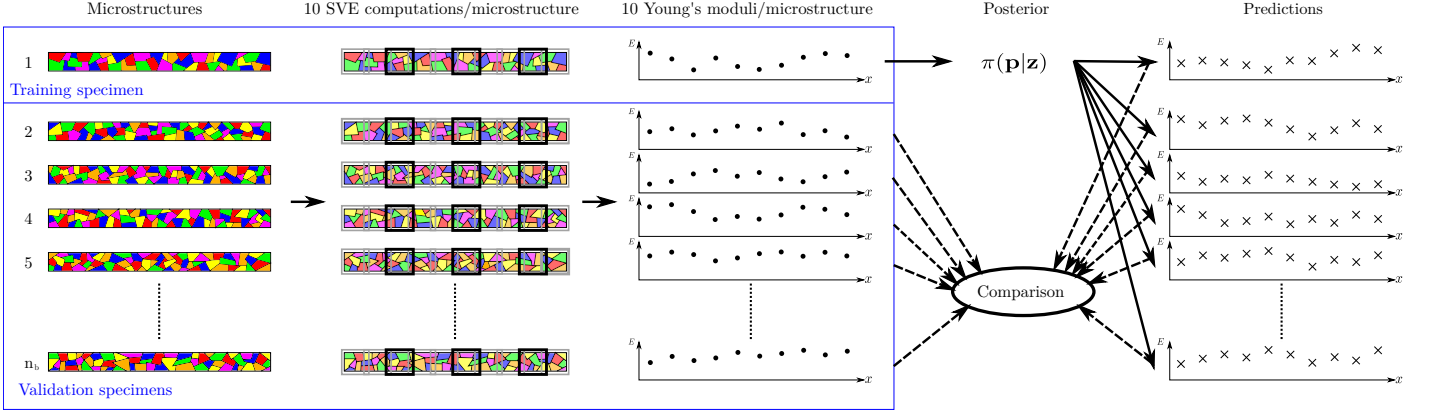 Microstructures
10 SVE computations/microstructure
10 Young's moduli/microstructure
Posterior
Predictions
1
E
x
π(p|z)
E
x
Training specimen
2
E
x
E
x
3
E
x
E
x
4
E
x
E
x
5
E
x
E
x
Comparison
n_b
E
x
E
x
Validation specimens